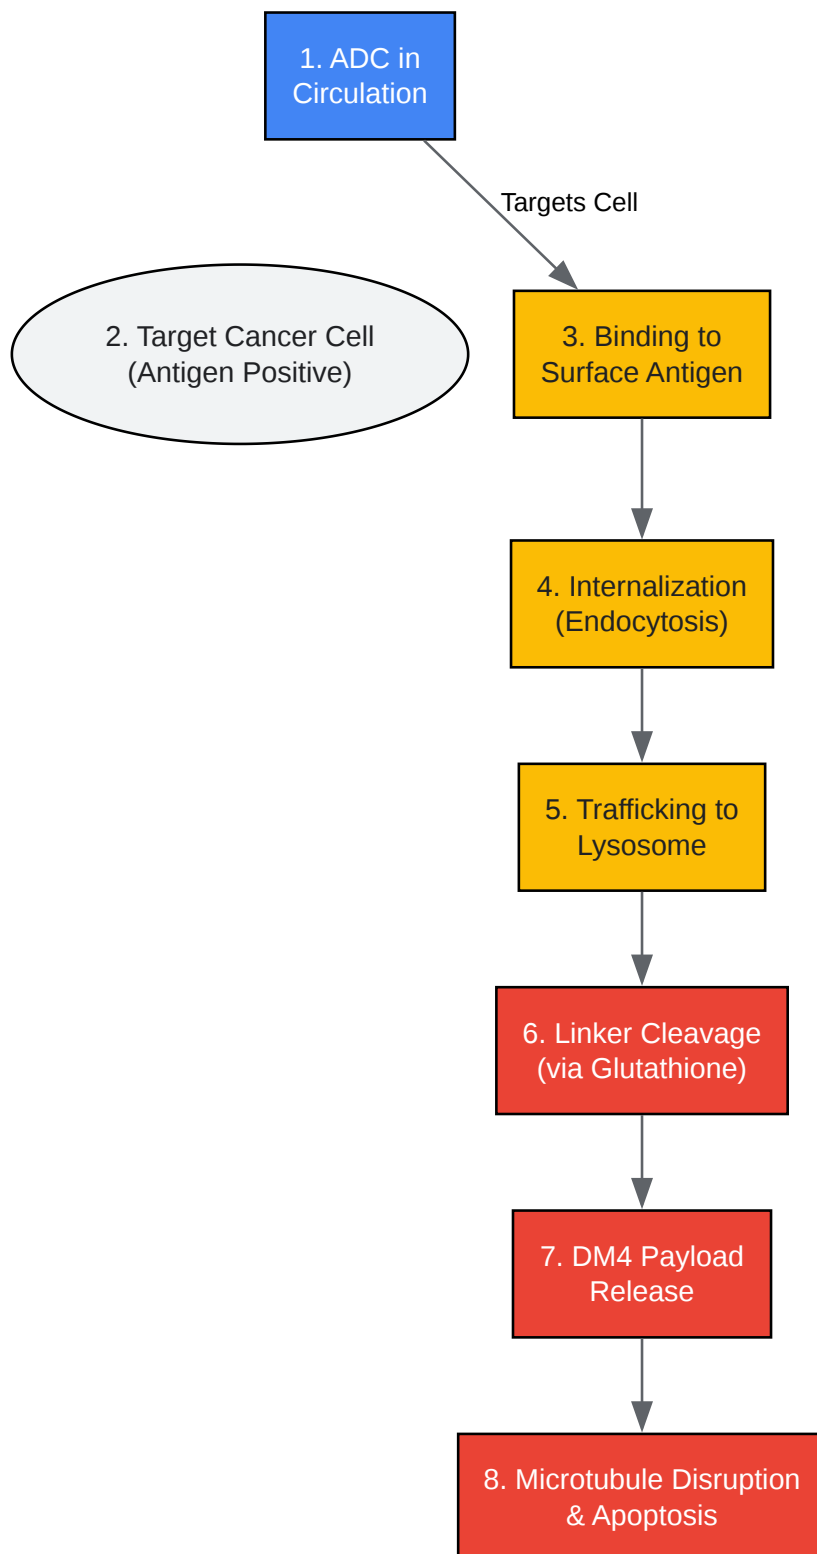 1. ADC in
Circulation
Targets Cell
2. Target Cancer Cell
(Antigen Positive)
3. Binding to
Surface Antigen
4. Internalization
(Endocytosis)
5. Trafficking to
Lysosome
6. Linker Cleavage
(via Glutathione)
7. DM4 Payload
Release
8. Microtubule Disruption
& Apoptosis